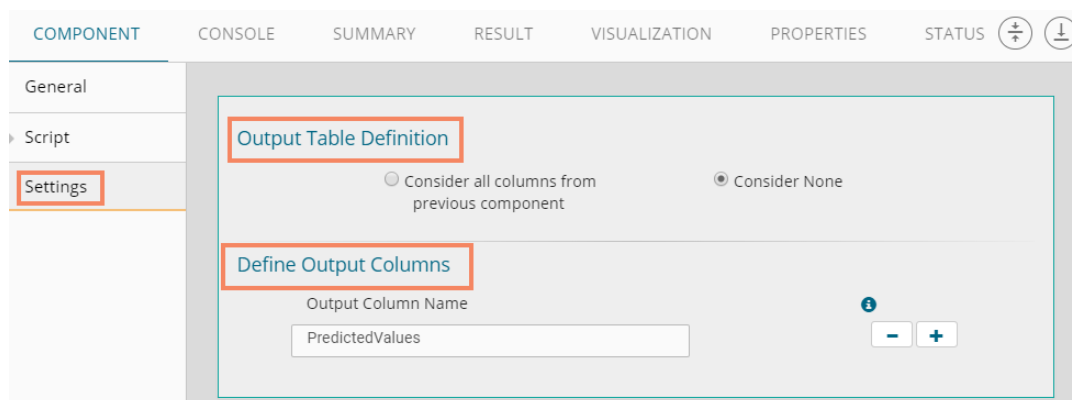 COMPONENT CONSOLE SUMMARY RESULT VISUALIZATION PROPERTIES STATUS
General
Script
Settings
Output Table Definition
Consider all columns from
previous component
Consider None
Define Output Columns
Output Column Name
PredictedValues